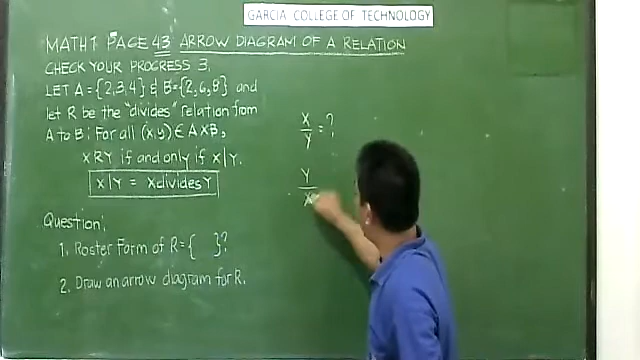 GARCIA COLLEGE OF TECHNOLOGY
MATH 1 PAGE 43 ARROW DIAGRAM OF A RELATION
CHECK YOUR PROGRESS 3.
LET A = {2,3,4} & B = {2,6,8} and
let R be the "divides" relation from
A to B; For all (x,y) ∈ A X B,
X R Y if and only if x | Y.
x | Y = X divides Y
X
/
Y = ?
Y
/
X
Question:
1. Roster Form of R = { } ?
2. Draw an arrow diagram for R.